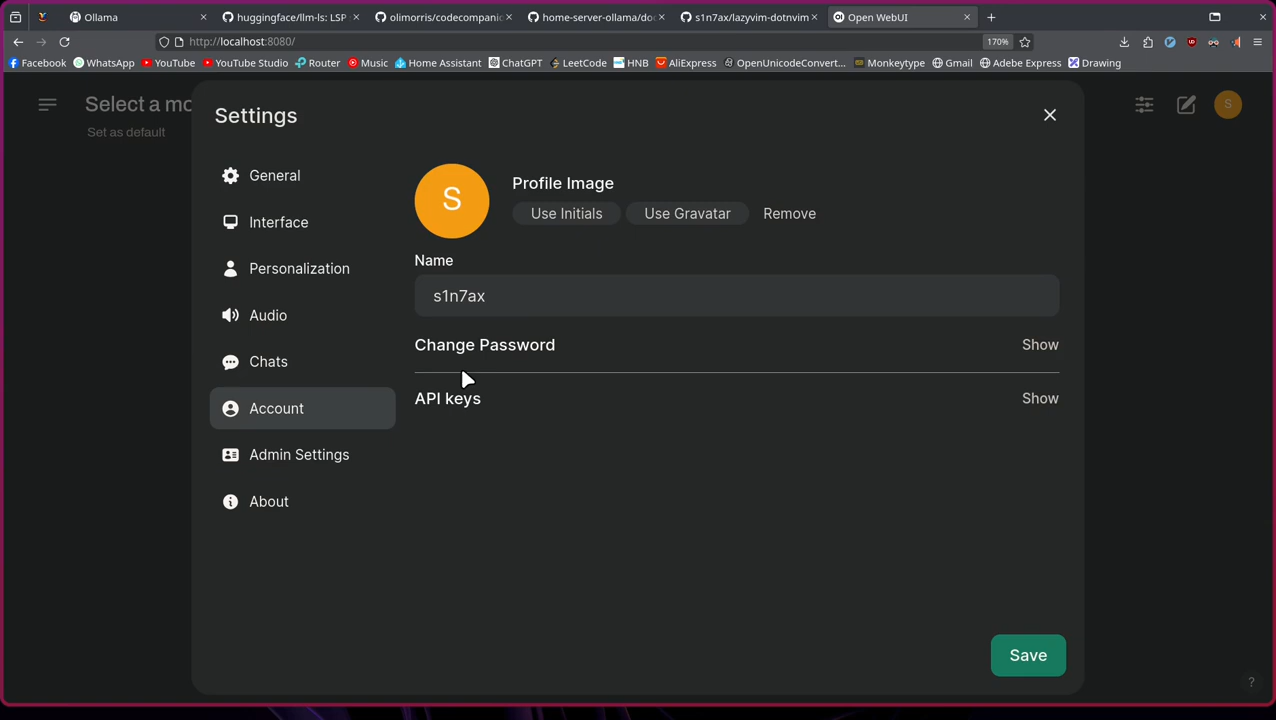 Ollama
huggingface/llm-ls: LSP
olimorris/codecompanic
home-server-ollama/doc
s1n7ax/lazyvim-dotnvim
Open WebUI
http://localhost:8080/
170%
Facebook
WhatsApp
YouTube
YouTube Studio
Router
Music
Home Assistant
ChatGPT
LeetCode
HNB
AliExpress
OpenUnicodeConvert...
Monkeytype
Gmail
Adobe Express
Drawing
Select a mo
Set as default
S
Settings
General
Interface
Personalization
Audio
Chats
Account
Admin Settings
About
S
Profile Image
Use Initials
Use Gravatar
Remove
Name
s1n7ax
Change Password
Show
API keys
Show
Save
?